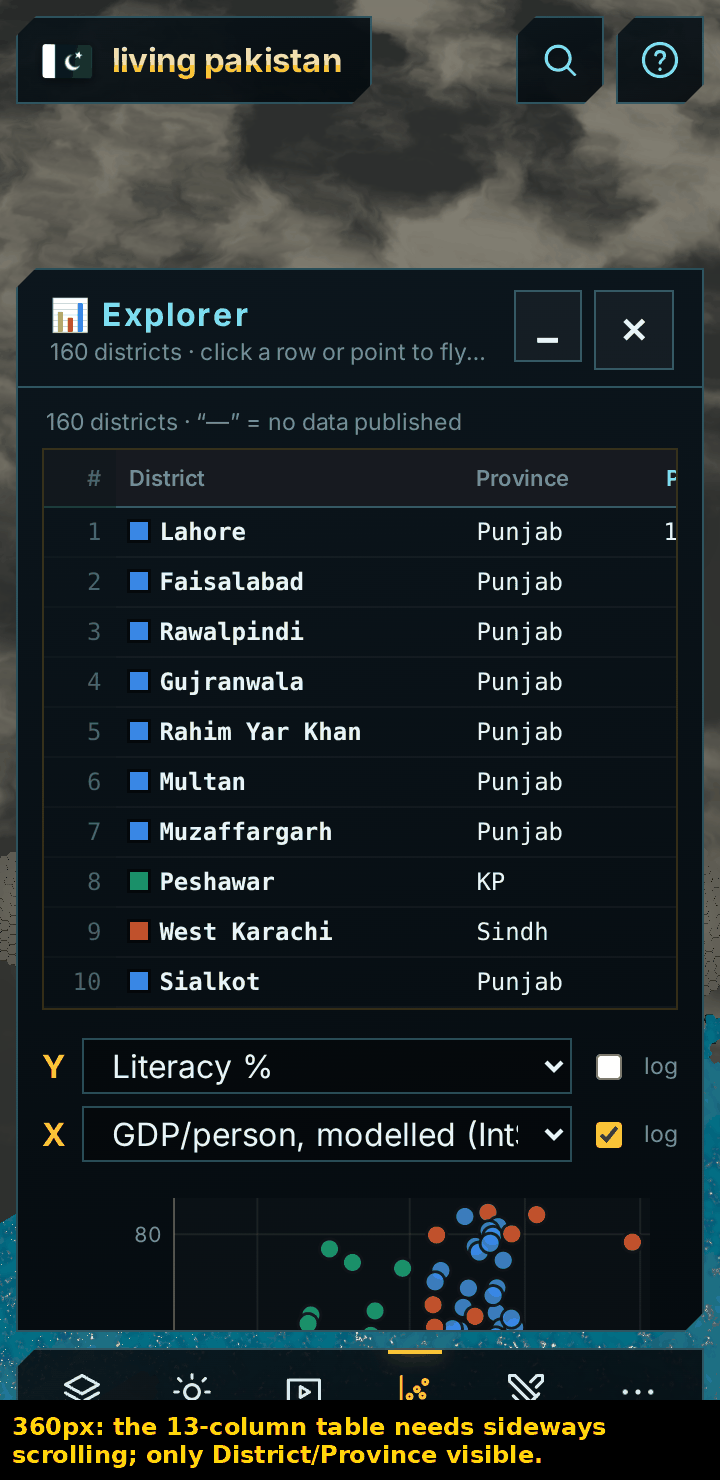 living pakistan
Explorer
160 districts · click a row or point to fly…
160 districts · “—” = no data published
# District Province P
1 Lahore Punjab 1
2 Faisalabad Punjab
3 Rawalpindi Punjab
4 Gujranwala Punjab
5 Rahim Yar Khan Punjab
6 Multan Punjab
7 Muzaffargarh Punjab
8 Peshawar KP
9 West Karachi Sindh
10 Sialkot Punjab
Y Literacy % log
X GDP/person, modelled (Int$ log
80
360px: the 13-column table needs sideways
scrolling; only District/Province visible.